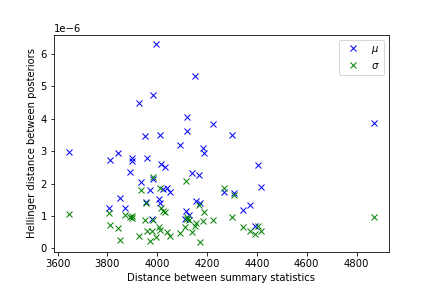 1e−6
6
5
4
3
2
1
0
Hellinger distance between posteriors
μ
σ
3600 3800 4000 4200 4400 4600 4800
Distance between summary statistics